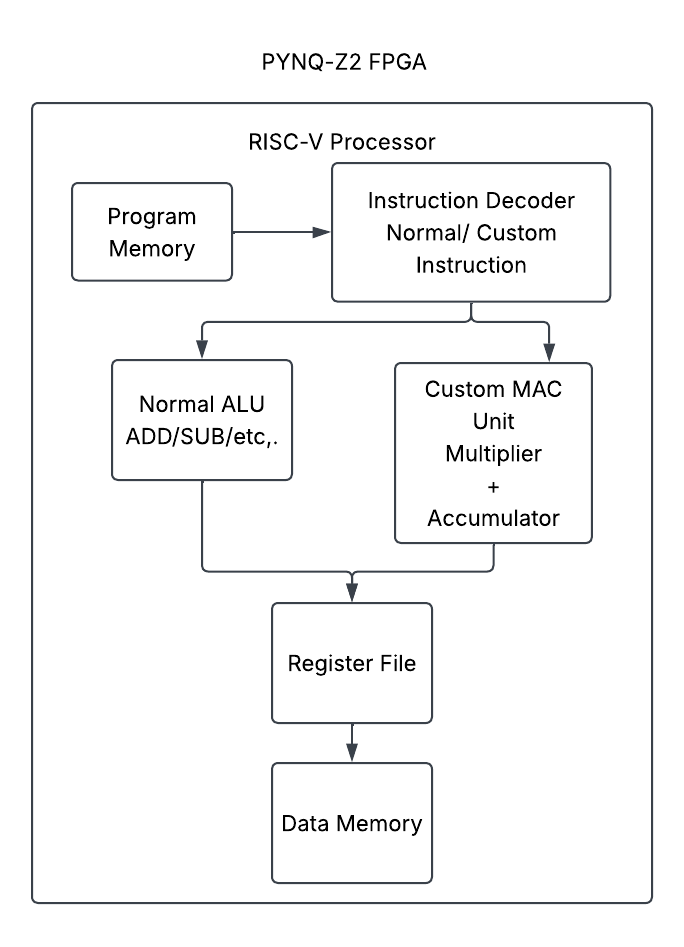 PYNQ-Z2 FPGA
RISC-V Processor
Program
Memory
Instruction Decoder
Normal/ Custom
Instruction
Normal ALU
ADD/SUB/etc,.
Custom MAC
Unit
Multiplier
+
Accumulator
Register File
Data Memory